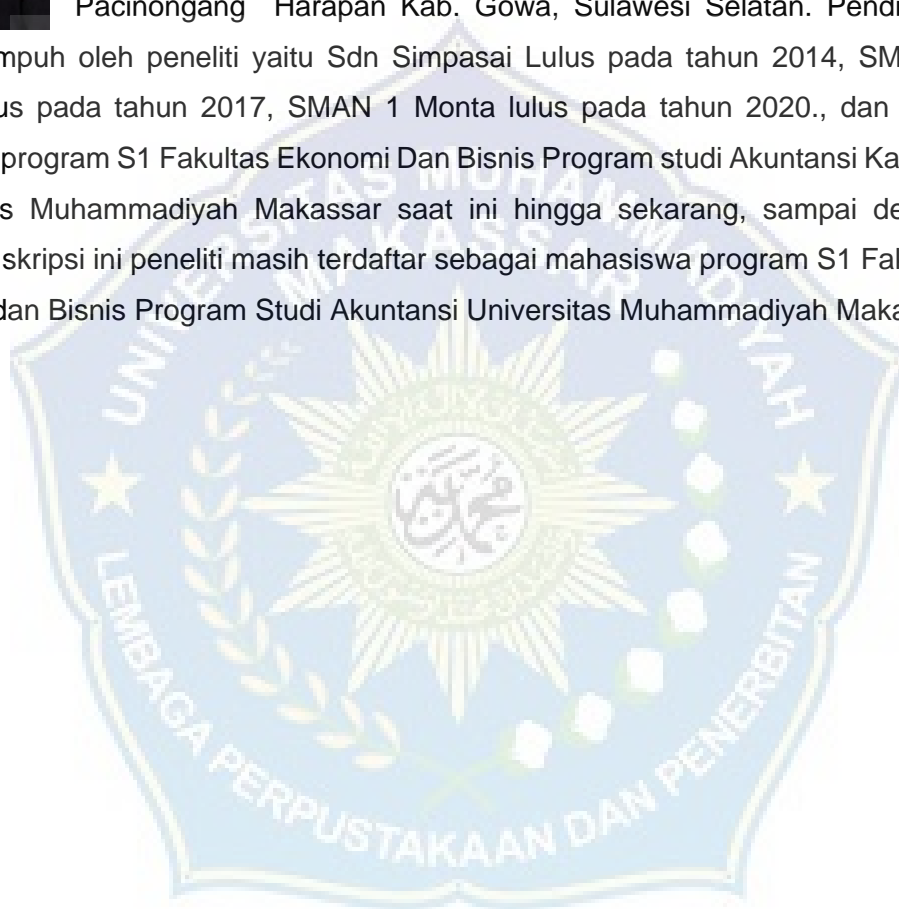 Pacinongang Harapan Kab. Gowa, Sulawesi Selatan. Pendi
mpuh oleh peneliti yaitu Sdn Simpasai Lulus pada tahun 2014, SM
us pada tahun 2017, SMAN 1 Monta lulus pada tahun 2020., dan
program S1 Fakultas Ekonomi Dan Bisnis Program studi Akuntansi Ka
s Muhammadiyah Makassar saat ini hingga sekarang, sampai de
skripsi ini peneliti masih terdaftar sebagai mahasiswa program S1 Fal
dan Bisnis Program Studi Akuntansi Universitas Muhammadiyah Maka
UNIVERSITAS MUHAMMADIYAH
MAKASSAR
LEMBAGA PERPUSTAKAAN DAN PENERBITAN